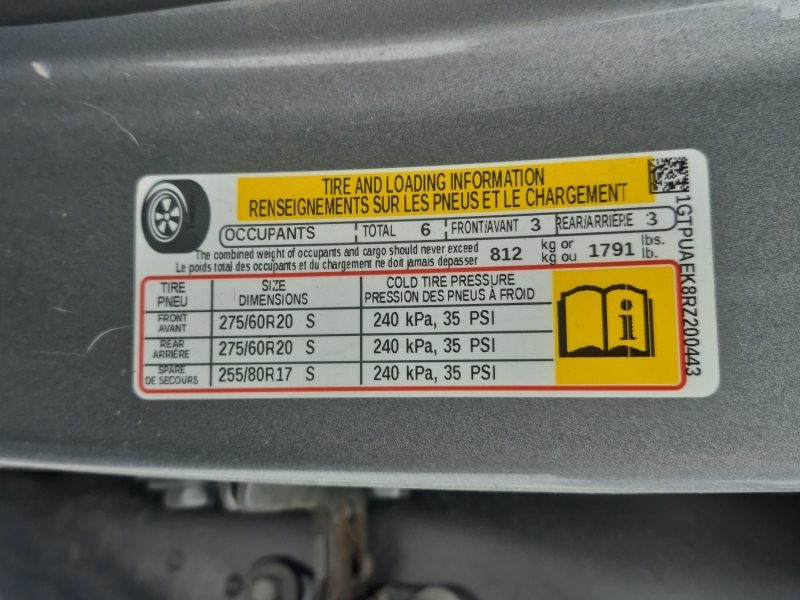 TIRE AND LOADING INFORMATION
RENSEIGNEMENTS SUR LES PNEUS ET LE CHARGEMENT
OCCUPANTS TOTAL 6 FRONT/AVANT 3 REAR/ARRIERE 3
The combined weight of occupants and cargo should never exceed 812 kg or 1791 lbs.
Le poids total des occupants et du chargement ne doit jamais dépasser kg ou lb.
TIRE PNEU SIZE DIMENSIONS COLD TIRE PRESSURE PRESSION DES PNEUS À FROID
FRONT AVANT 275/60R20 S 240 kPa, 35 PSI
REAR ARRIÈRE 275/60R20 S 240 kPa, 35 PSI
SPARE DE SECOURS 255/80R17 S 240 kPa, 35 PSI
i
1GTPUAEK8RZ200443